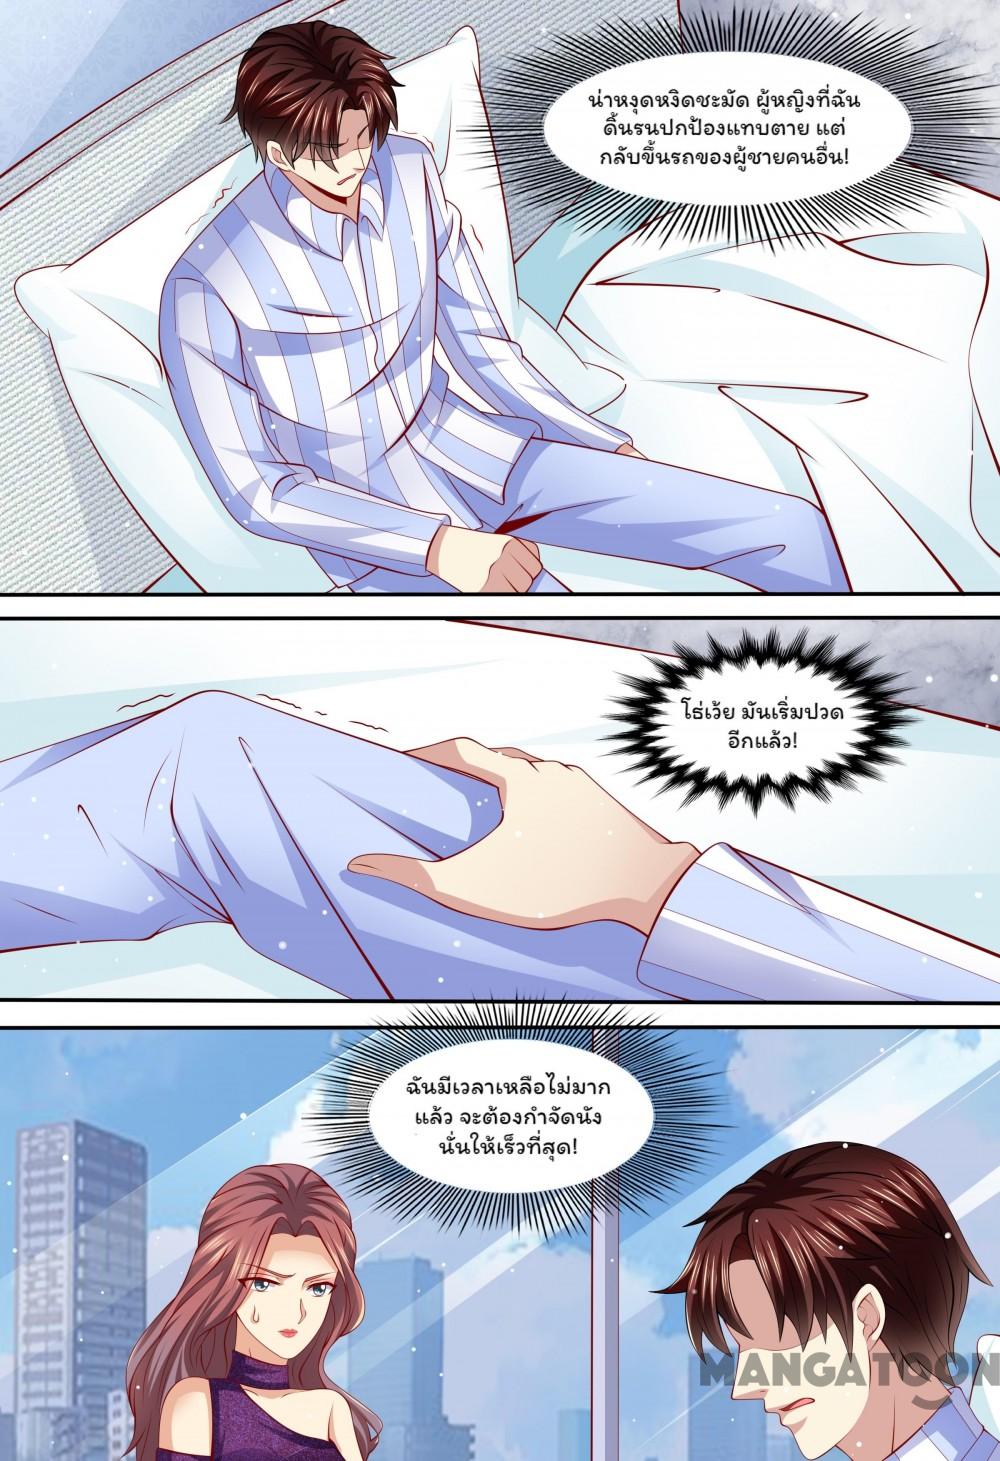 น่าหงุดหงิดชะมัด ผู้หญิงที่ฉัน
ดิ้นรนปกป้องแทบตาย แต่
กลับขึ้นรถของผู้ชายคนอื่น!
โธ่เว้ย มันเริ่มปวด
อีกแล้ว!
ฉันมีเวลาเหลือไม่มาก
แล้ว จะต้องกำจัดนัง
นั่นให้เร็วที่สุด!
MANGATOON